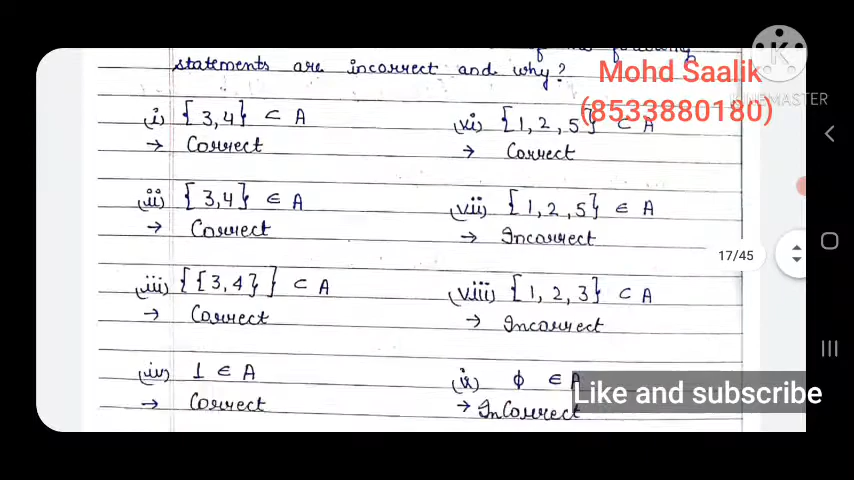 statements are incorrect and why?
Mohd Saalik
(8533880180)
KINEMASTER
(i) { 3,4} ⊂ A
→ Correct
(ii) { 3,4} ∈ A
→ Correct
(iii) { {3,4} } ⊂ A
→ Correct
(iv) 1 ∈ A
→ Correct
(vi) {1, 2, 5} ⊂ A
→ Correct
(vii) {1, 2, 5} ∈ A
→ Incorrect
(viii) {1, 2, 3} ⊂ A
→ Incorrect
(ix) ϕ ∈ A
→ InCorrect
17/45
Like and subscribe